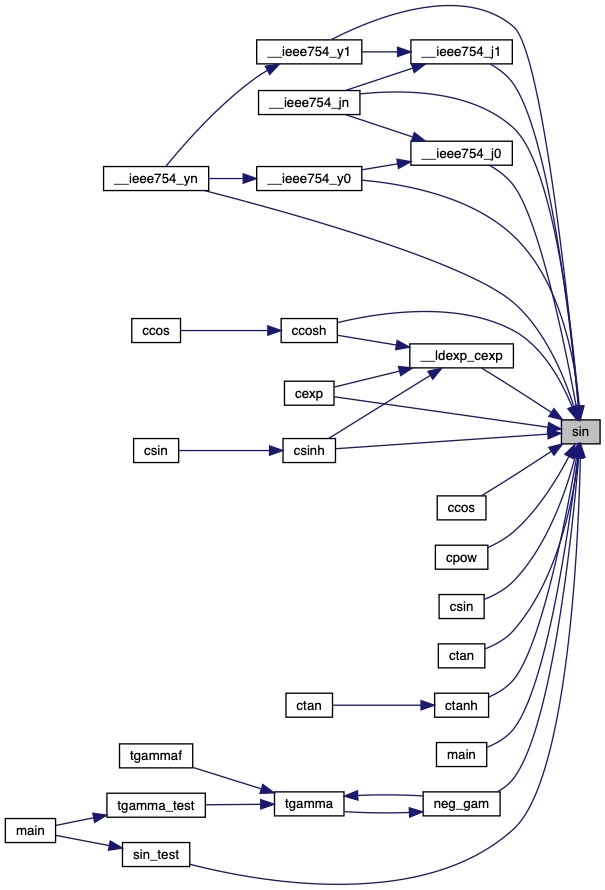 __ieee754_y1
__ieee754_j1
__ieee754_jn
__ieee754_j0
__ieee754_yn
__ieee754_y0
ccos
ccosh
__ldexp_cexp
cexp
sin
csin
csinh
ccos
cpow
csin
ctan
ctan
ctanh
main
tgammaf
tgamma_test
tgamma
neg_gam
main
sin_test